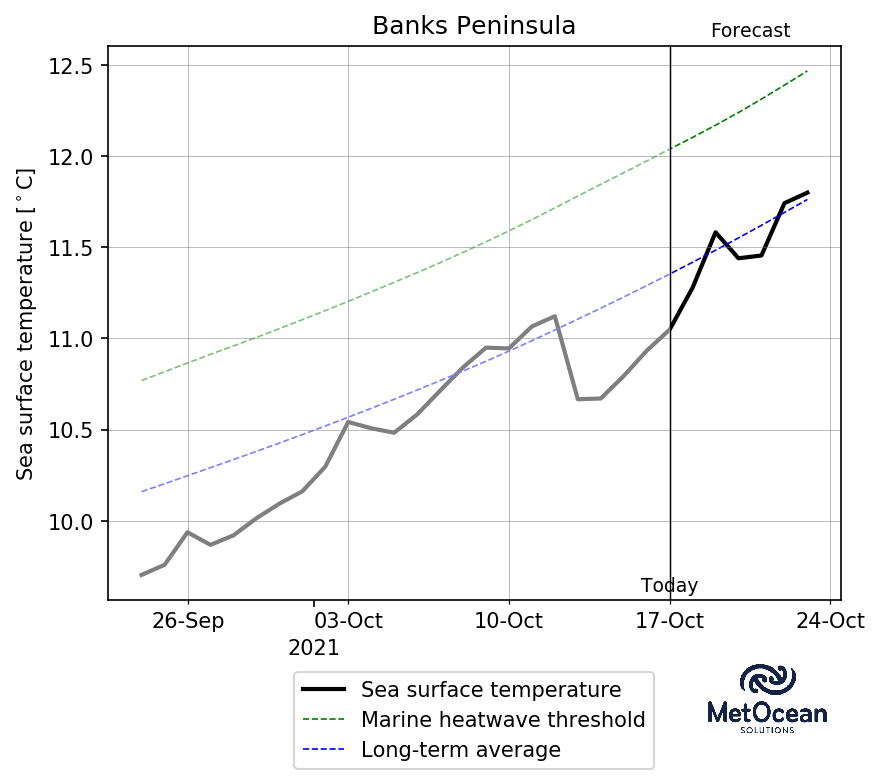 Banks Peninsula
Forecast
Sea surface temperature [°C]
12.5
12.0
11.5
11.0
10.5
10.0
Today
26-Sep 03-Oct 10-Oct 17-Oct 24-Oct
2021
Sea surface temperature
Marine heatwave threshold
Long-term average
MetOcean
SOLUTIONS